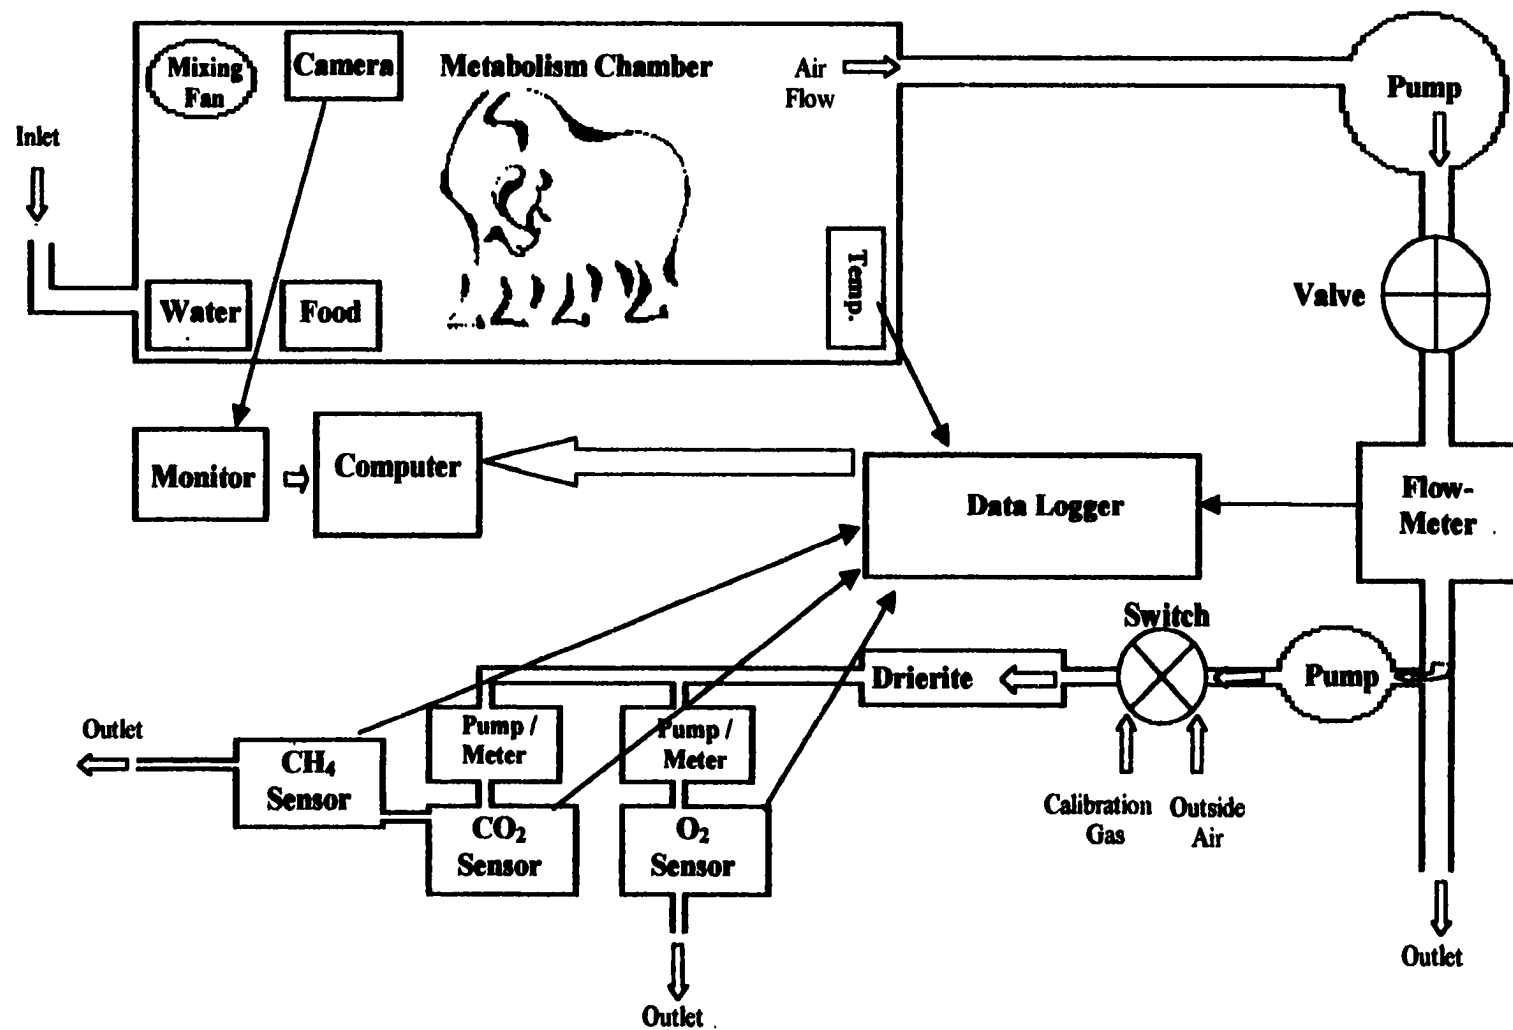 Mixing
Fan
Camera
Metabolism Chamber
Air
Flow
Pump
Inlet
Water
Food
Temp.
Valve
Monitor
Computer
Data Logger
Flow-
Meter
Switch
Drierite
Pump
Outlet
CH₄
Sensor
Pump /
Meter
Pump /
Meter
CO₂
Sensor
O₂
Sensor
Calibration
Gas
Outside
Air
Outlet
Outlet